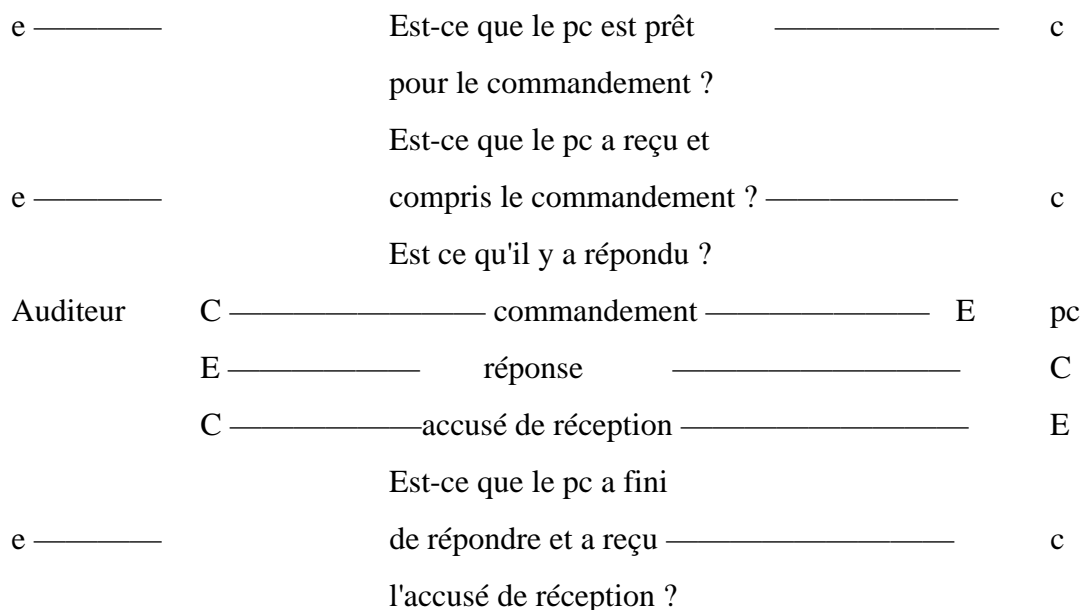 e ———— Est-ce que le pc est prêt ——————— c
pour le commandement ?
Est-ce que le pc a reçu et
e ———— compris le commandement ? —————— c
Est ce qu'il y a répondu ?
Auditeur C ———————— commandement ——————— E pc
E —————— réponse ————————— C
C ——————accusé de réception ————————— E
Est-ce que le pc a fini
e ———— de répondre et a reçu ————————— c
l'accusé de réception ?